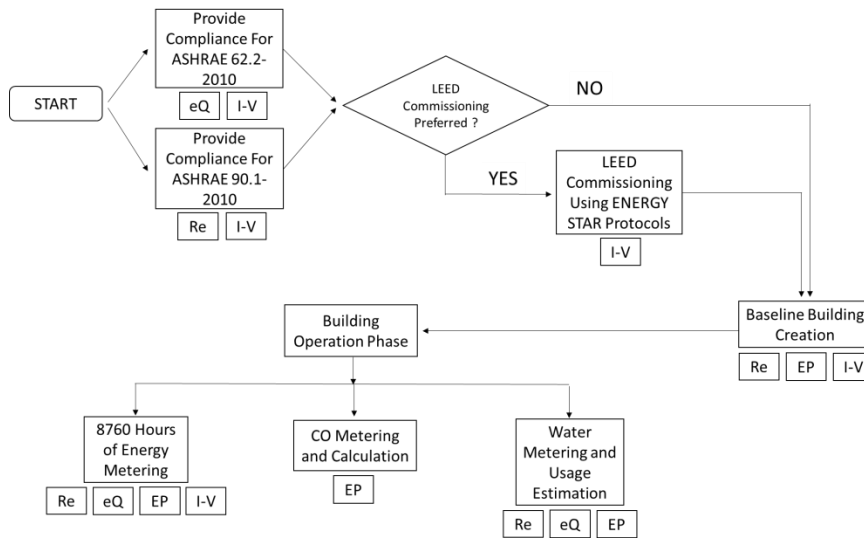 START
Provide
Compliance For
ASHRAE 62.2-
2010
eQ I-V
Provide
Compliance For
ASHRAE 90.1-
2010
Re I-V
LEED
Commissioning
Preferred ?
NO
YES
LEED
Commissioning
Using ENERGY
STAR Protocols
I-V
Baseline Building
Creation
Re EP I-V
Building
Operation Phase
8760 Hours
of Energy
Metering
Re eQ EP I-V
CO Metering
and Calculation
EP
Water
Metering and
Usage
Estimation
Re eQ EP